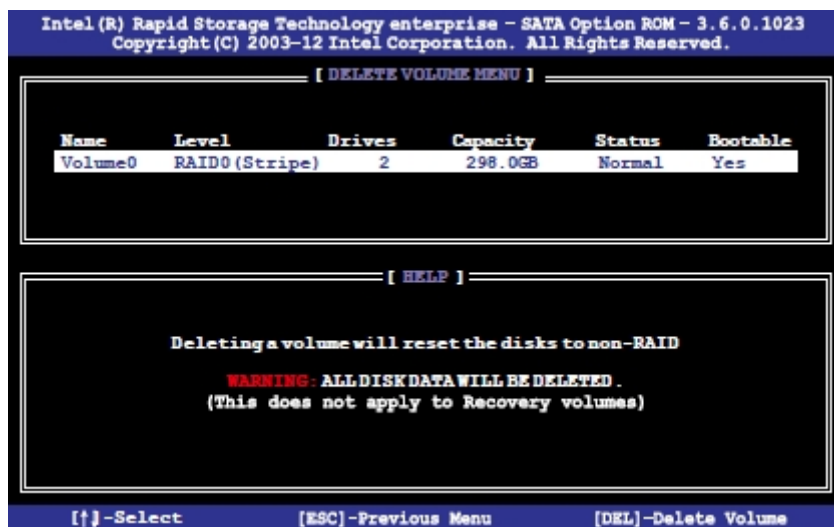 Intel(R) Rapid Storage Technology enterprise - SATA Option ROM - 3.6.0.1023
Copyright(C) 2003-12 Intel Corporation. All Rights Reserved.
[ DELETE VOLUME MENU ]
Name Level Drives Capacity Status Bootable
Volume0 RAID0(Stripe) 2 298.0GB Normal Yes
[ HELP ]
Deleting a volume will reset the disks to non-RAID
WARNING: ALL DISK DATA WILL BE DELETED.
(This does not apply to Recovery volumes)
[↑]-Select [ESC]-Previous Menu [DEL]-Delete Volume